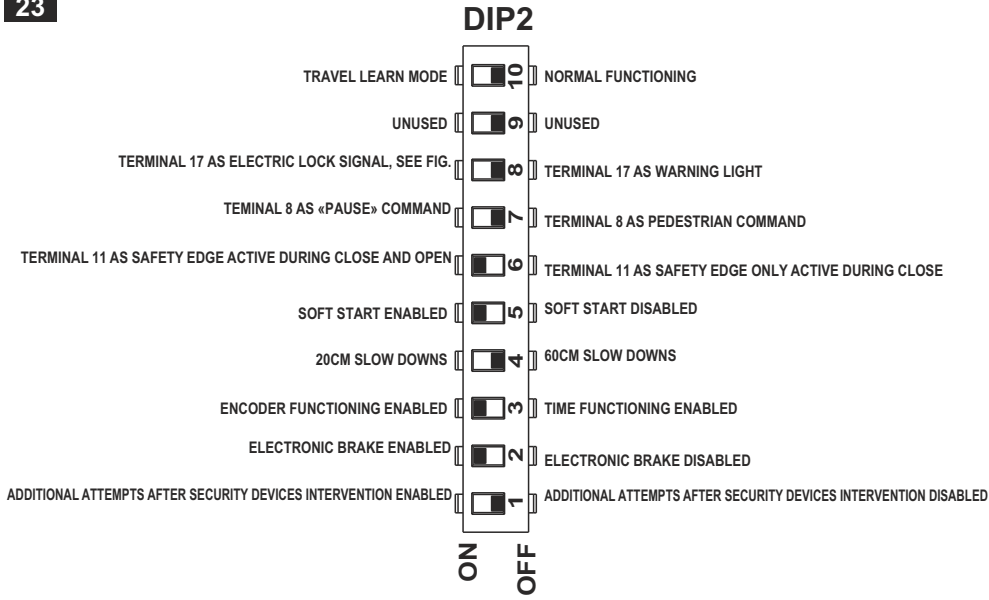 23
DIP2
TRAVEL LEARN MODE 10 NORMAL FUNCTIONING
UNUSED 9 UNUSED
TERMINAL 17 AS ELECTRIC LOCK SIGNAL, SEE FIG. 8 TERMINAL 17 AS WARNING LIGHT
TEMINAL 8 AS «PAUSE» COMMAND 7 TERMINAL 8 AS PEDESTRIAN COMMAND
TERMINAL 11 AS SAFETY EDGE ACTIVE DURING CLOSE AND OPEN 6 TERMINAL 11 AS SAFETY EDGE ONLY ACTIVE DURING CLOSE
SOFT START ENABLED 5 SOFT START DISABLED
20CM SLOW DOWNS 4 60CM SLOW DOWNS
ENCODER FUNCTIONING ENABLED 3 TIME FUNCTIONING ENABLED
ELECTRONIC BRAKE ENABLED 2 ELECTRONIC BRAKE DISABLED
ADDITIONAL ATTEMPTS AFTER SECURITY DEVICES INTERVENTION ENABLED 1 ADDITIONAL ATTEMPTS AFTER SECURITY DEVICES INTERVENTION DISABLED
ON OFF